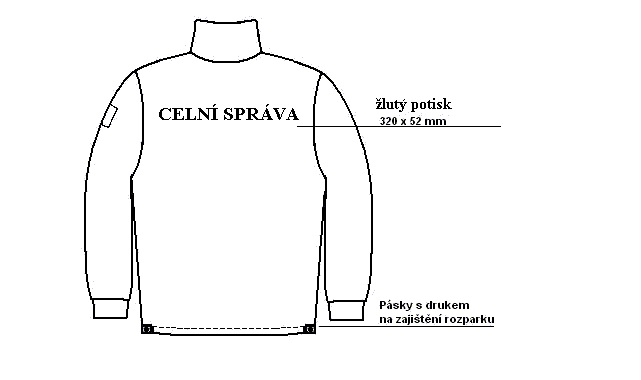 CELNÍ SPRÁVA
žlutý potisk
320 x 52 mm
Pásky s drukem
na zajištění rozparku